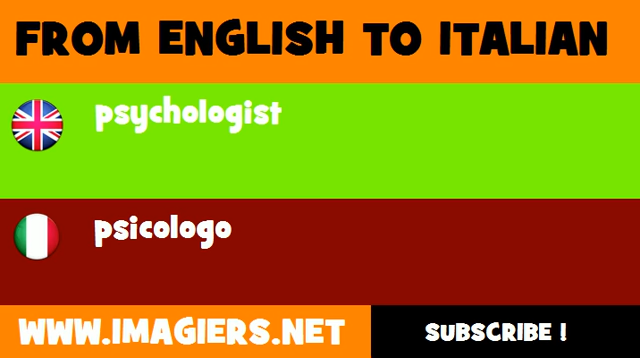 FROM ENGLISH TO ITALIAN
psychologist
psicologo
WWW.IMAGIERS.NET
SUBSCRIBE !